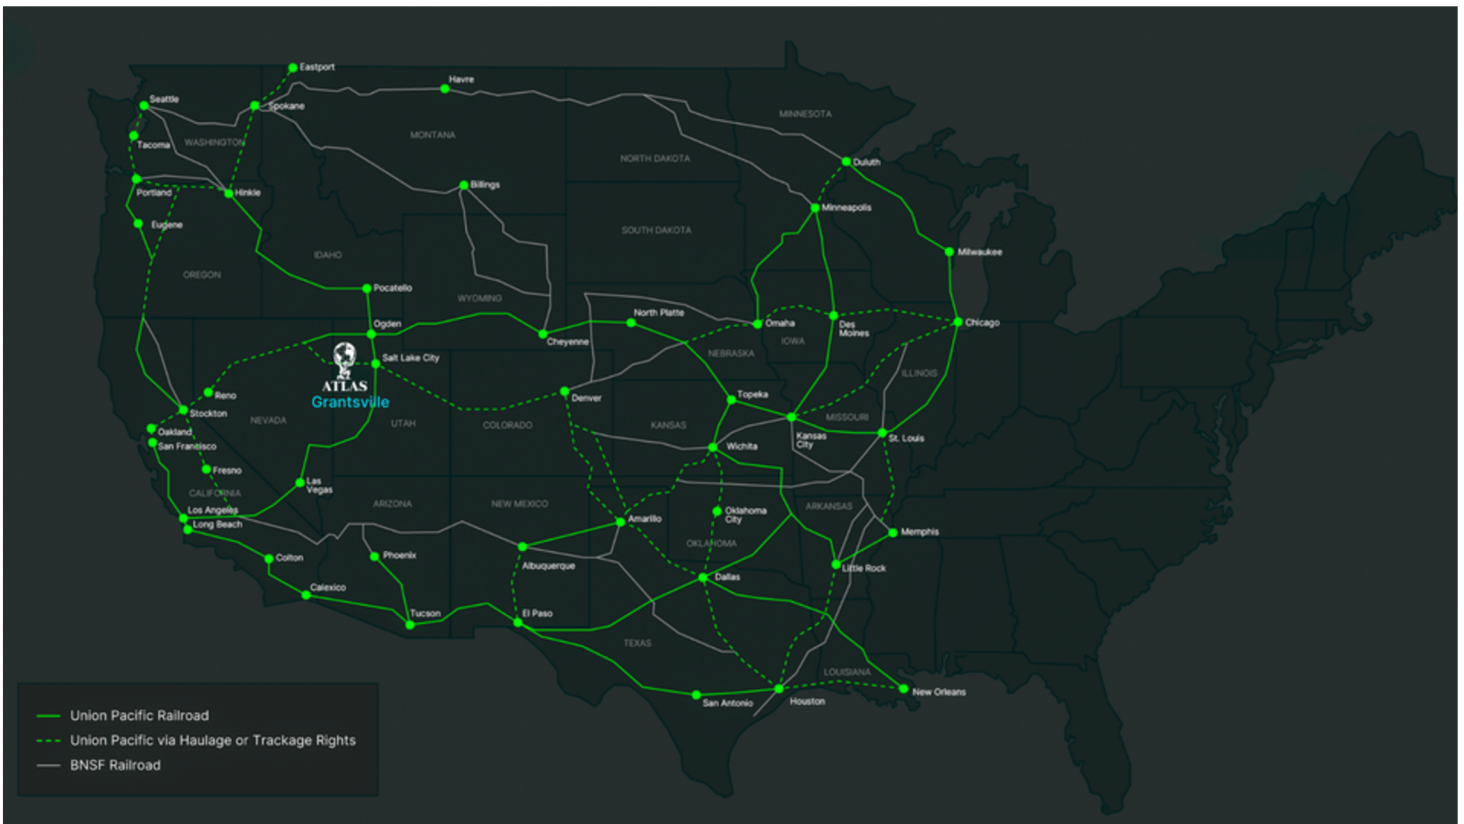 Eastport
Havre
Seattle
Spokane
MINNESOTA
MONTANA
WASHINGTON
Tacoma
NORTH DAKOTA
Duluth
Billings
Portland
Hinkle
Minneapolis
Eugene
SOUTH DAKOTA
IDAHO
Milwaukee
OREGON
Pocatello
WYOMING
North Platte
Ogden
Omaha
Des
Moines
Chicago
Cheyenne
IOWA
NEBRASKA
Salt Lake City
ATLAS
Grantsville
ILLINOIS
Reno
Denver
Topeka
Stockton
NEVADA
UTAH
COLORADO
KANSAS
MISSOURI
Oakland
San Francisco
Kansas
City
St. Louis
Wichita
Fresno
Las
Vegas
CALIFORNIA
ARIZONA
NEW MEXICO
ARKANSAS
Los Angeles
Long Beach
Amarillo
Oklahoma
City
Memphis
OKLAHOMA
Colton
Phoenix
Albuquerque
Little Rock
Dallas
Calexico
Tucson
El Paso
TEXAS
LOUISIANA
San Antonio
Houston
New Orleans
Union Pacific Railroad
Union Pacific via Haulage or Trackage Rights
BNSF Railroad